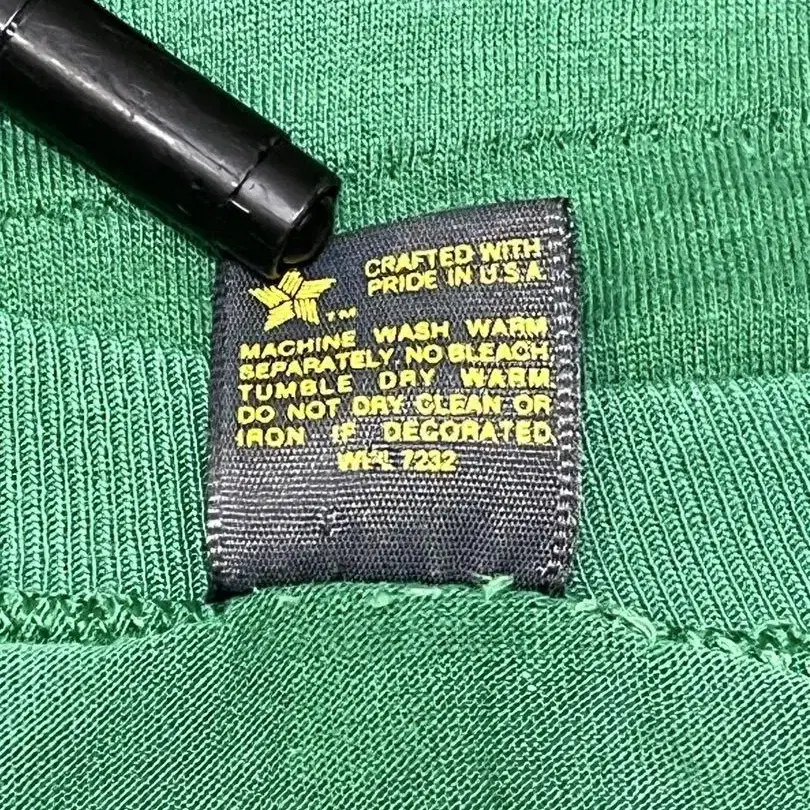 CRAFTED WITH
PRIDE IN U.S.A.
TM
MACHINE WASH WARM
SEPARATELY, NO BLEACH
TUMBLE DRY WARM
DO NOT DRY CLEAN OR
IRON IF DECORATED
WPL 7232